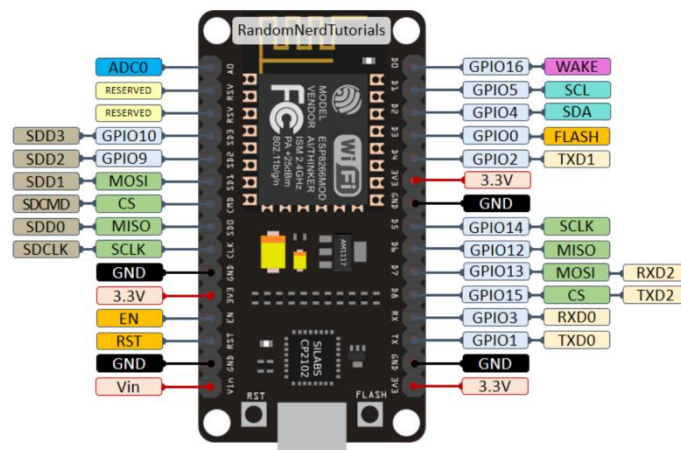 RandomNerdTutorials
ADC0
RESERVED
RESERVED
SDD3 GPIO10
SDD2 GPIO9
SDD1 MOSI
SDCMD CS
SDD0 MISO
SDCLK SCLK
GND
3.3V
EN
RST
GND
Vin
A0
RSV
RSV
SD3
SD2
SD1
CMD
SD0
CLK
GND
3V3
EN
RST
GND
Vin
MODEL ESP8266MOD
VENDOR AI/THINKER
ISM 2.4GHz
PA +25dBm
802.11b/g/n
FC
Wi Fi
AM1117
SILABS
CP2102
RST
FLASH
D0
D1
D2
D3
D4
3V3
GND
D5
D6
D7
D8
RX
TX
GND
3V3
GPIO16 WAKE
GPIO5 SCL
GPIO4 SDA
GPIO0 FLASH
GPIO2 TXD1
3.3V
GND
GPIO14 SCLK
GPIO12 MISO
GPIO13 MOSI RXD2
GPIO15 CS TXD2
GPIO3 RXD0
GPIO1 TXD0
GND
3.3V